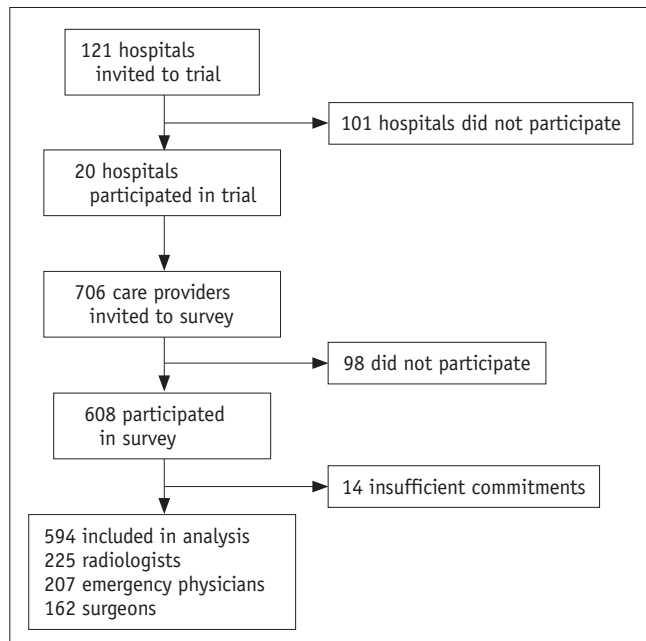 121 hospitals
invited to trial
101 hospitals did not participate
20 hospitals
participated in trial
706 care providers
invited to survey
98 did not participate
608 participated
in survey
14 insufficient commitments
594 included in analysis
225 radiologists
207 emergency physicians
162 surgeons